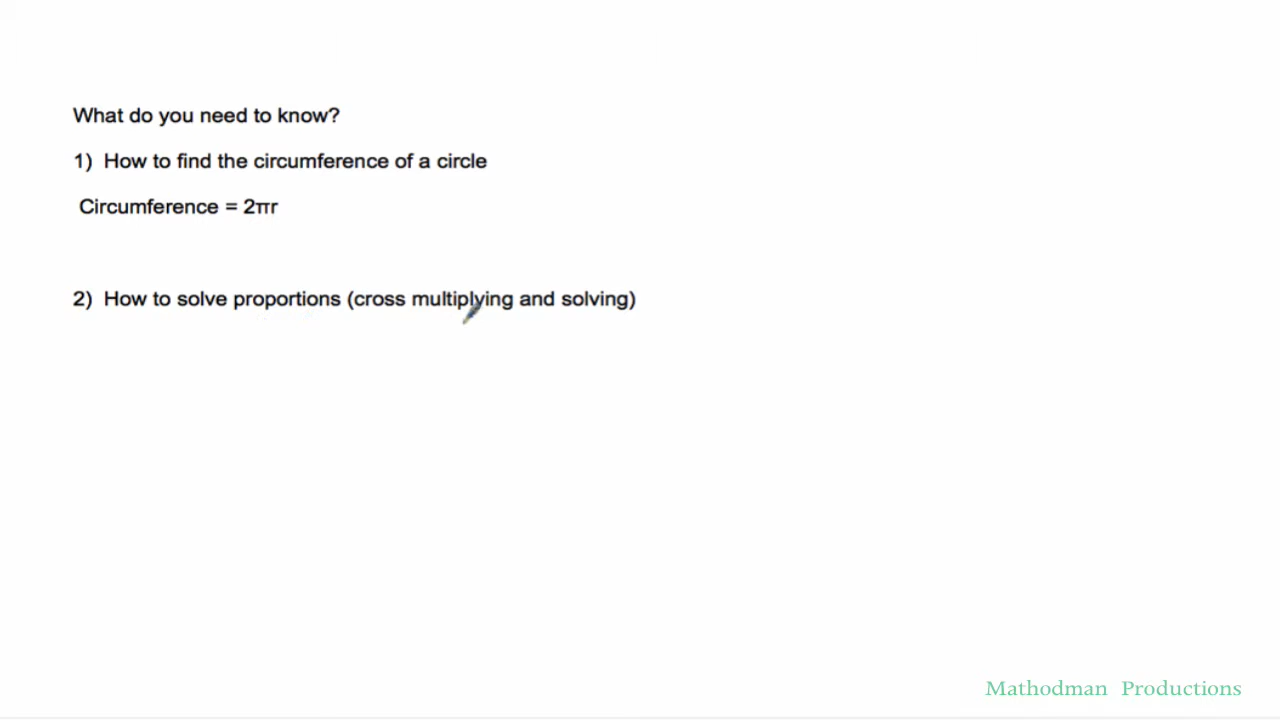 What do you need to know?
1) How to find the circumference of a circle
Circumference = 2πr
2) How to solve proportions (cross multiplying and solving)
Mathodman Productions